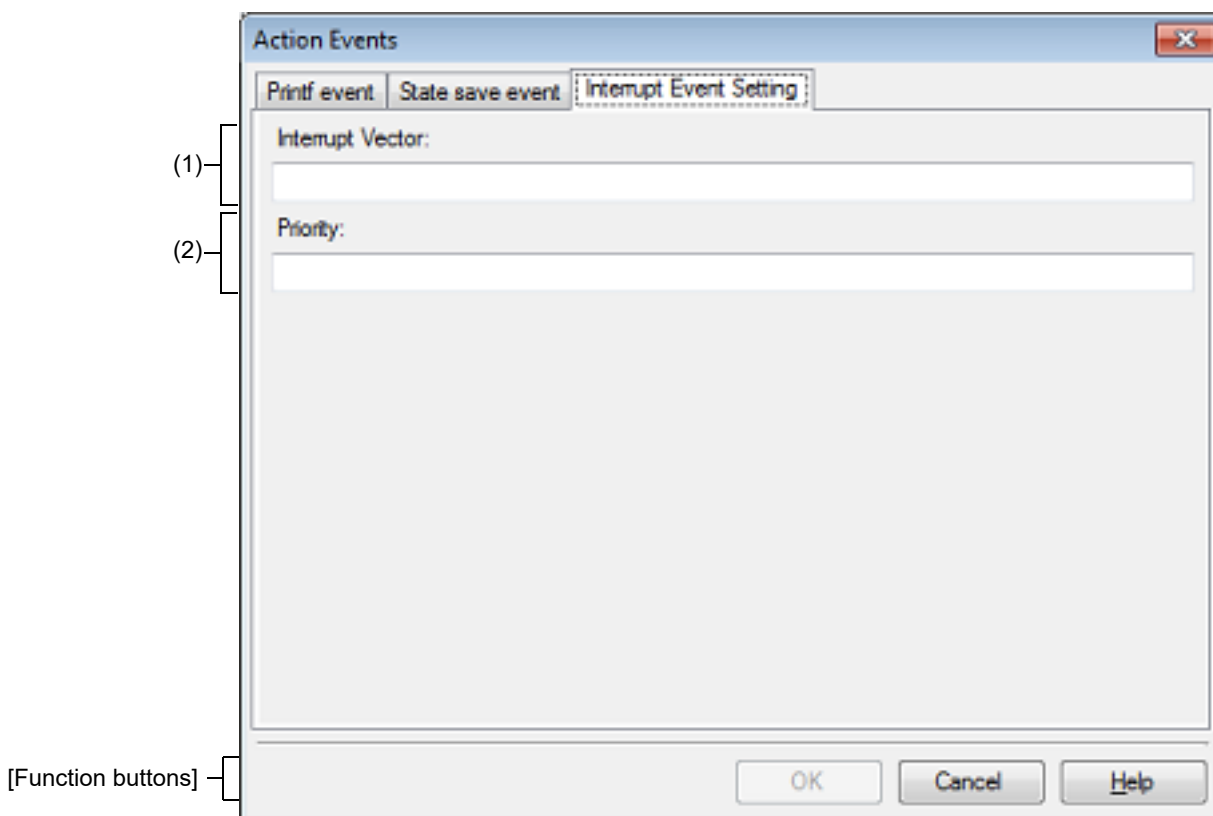 Action Events
Printf event State save event Interrupt Event Setting
Interrupt Vector:
(1)
Priority:
(2)
[Function buttons] OK Cancel Help